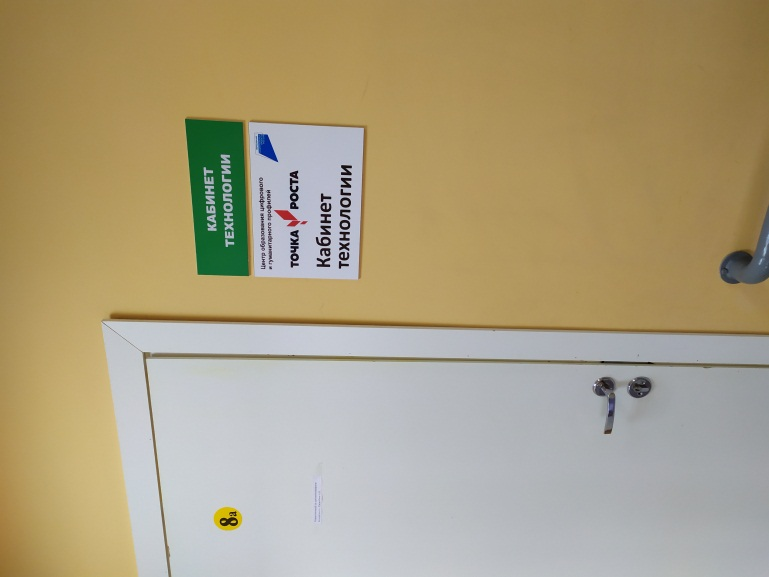 КАБИНЕТ
ТЕХНОЛОГИИ
Центр образования цифрового
и гуманитарного профилей
ТОЧКА РОСТА
Кабинет
технологии
8а